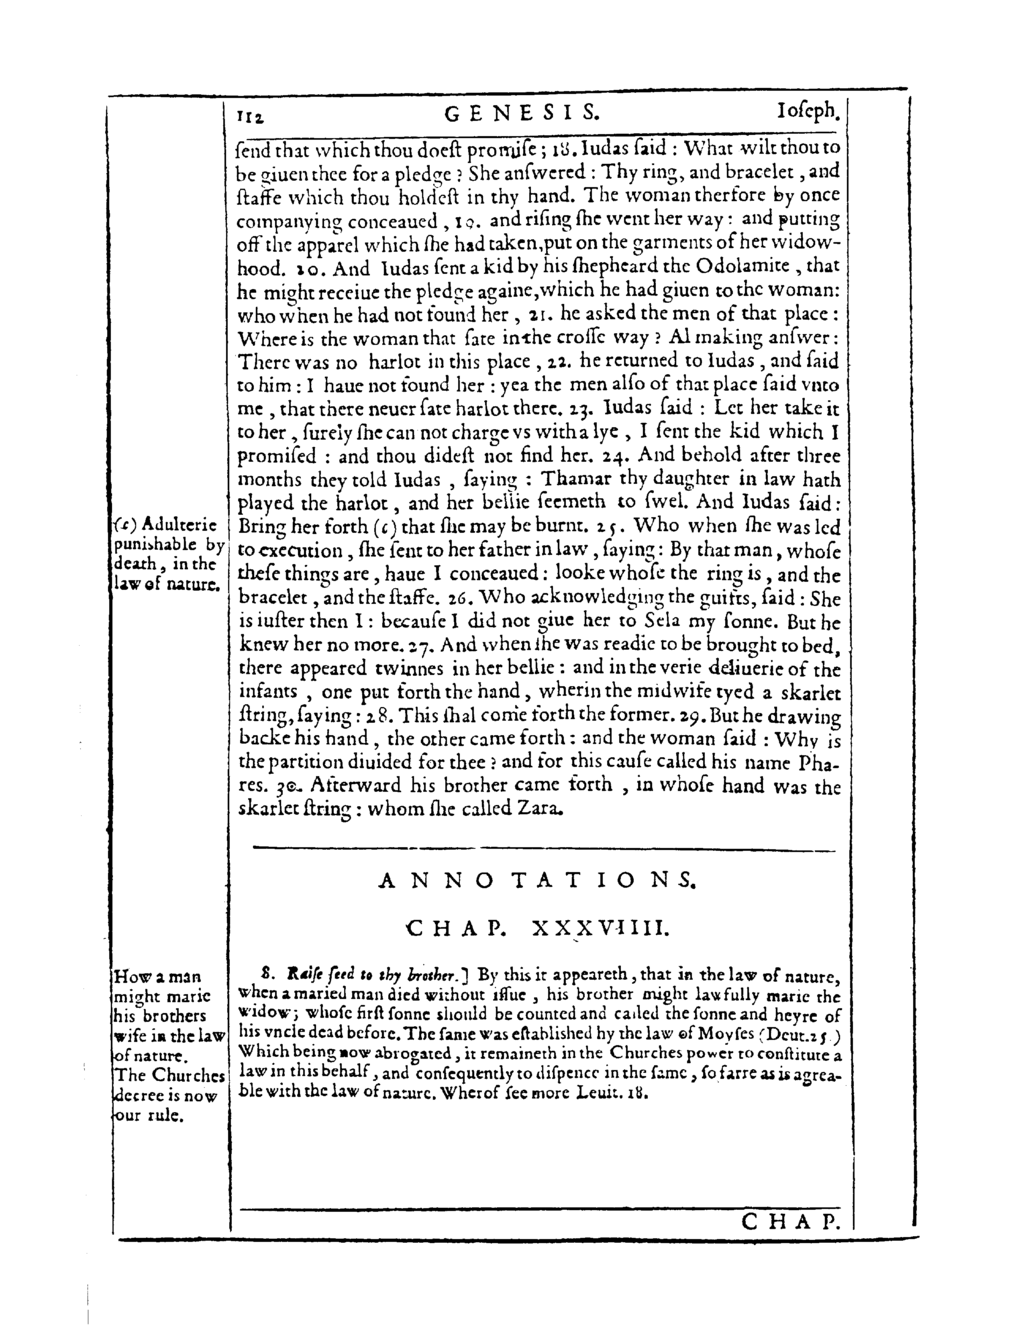 112 GENESIS. Ioſeph.
ſend that which thou doeſt promiſe; 18. Iudas ſaid: What wilt thou to
be giuen thee for a pledge? She anſwered: Thy ring, and bracelet, and
ſtaffe which thou holdeſt in thy hand. The woman therfore by once
companying conceaued, 19. and riſing ſhe went her way: and putting
off the apparel which ſhe had taken, put on the garments of her widow-
hood. 20. And Iudas ſent a kid by his ſhepheard the Odolamite, that
he might receiue the pledge againe, which he had giuen to the woman:
who when he had not found her, 21. he asked the men of that place:
Where is the woman that ſate in the croſſe way? Al making anſwer:
There was no harlot in this place, 22. he returned to Iudas, and ſaid
to him: I haue not found her: yea the men alſo of that place ſaid vnto
me, that there neuer ſate harlot there. 23. Iudas ſaid: Let her take it
to her, ſurely ſhe can not charge vs with a lye, I ſent the kid which I
promiſed: and thou dideſt not find her. 24. And behold after three
months they told Iudas, ſaying: Thamar thy daughter in law hath
played the harlot, and her bellie ſeemeth to ſwel. And Iudas ſaid:
Bring her forth (c) that ſhe may be burnt. 25. Who when ſhe was led
to execution, ſhe ſent to her father in law, ſaying: By that man, whoſe
theſe things are, haue I conceaued: looke whoſe the ring is, and the
bracelet, and the ſtaffe. 26. Who acknowledging the guifts, ſaid: She
is iuſter then I: becauſe I did not giue her to Sela my ſonne. But he
knew her no more. 27. And when ſhe was readie to be brought to bed,
there appeared twinnes in her bellie: and in the verie deliuerie of the
infants, one put forth the hand, wherin the midwife tyed a skarlet
ſtring, ſaying: 28. This ſhal come forth the former. 29. But he drawing
backe his hand, the other came forth: and the woman ſaid: Why is
the partition diuided for thee? and for this cauſe called his name Pha-
res. 30. Afterward his brother came forth, in whoſe hand was the
skarlet ſtring: whom ſhe called Zara.
(c) Adulterie
punishable by
death, in the
law of nature.
ANNOTATIONS.
CHAP. XXXVIIII.
8. Raiſe ſeed to thy brother.] By this it appeareth, that in the law of nature,
when a maried man died without iſſue, his brother might lawfully marie the
widow; whoſe firſt ſonne should be counted and called the ſonne and heyre of
his vncle dead before. The ſame was eſtablished by the law of Moyſes (Deut. 25.)
Which being now abrogated, it remaineth in the Churches power to conſtitute a
law in this behalf, and conſequently to diſpence in the ſame, ſo farre as is agrea-
ble with the law of nature. Wherof ſee more Leuit. 18.
How a man
might marie
his brothers
wife in the law
of nature.
The Churches
decree is now
our rule.
CHAP.